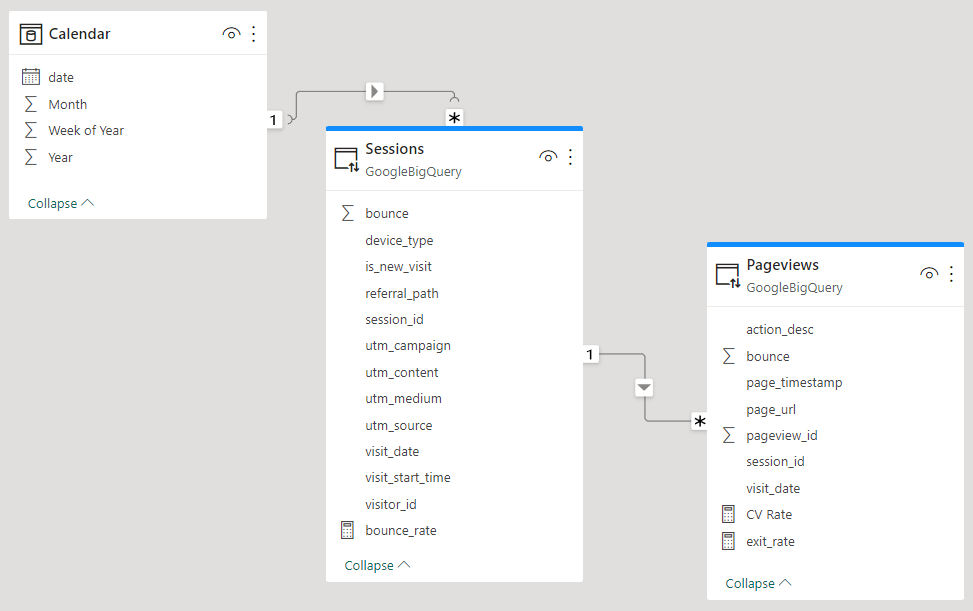 Calendar
date
Month
Week of Year
Year
Collapse
1
*
Sessions
GoogleBigQuery
bounce
device_type
is_new_visit
referral_path
session_id
utm_campaign
utm_content
utm_medium
utm_source
visit_date
visit_start_time
visitor_id
bounce_rate
Collapse
1
*
Pageviews
GoogleBigQuery
action_desc
bounce
page_timestamp
page_url
pageview_id
session_id
visit_date
CV Rate
exit_rate
Collapse